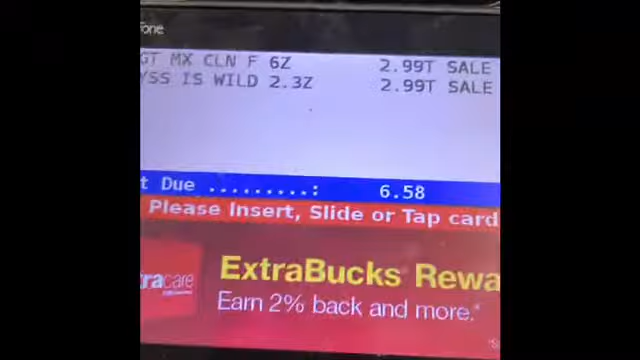 GT MX CLN F 6Z 2.99T SALE
YSS IS WILD 2.3Z 2.99T SALE
t Due ..........: 6.58
Please Insert, Slide or Tap card
ExtraBucks Rewa
racare
Earn 2% back and more.*